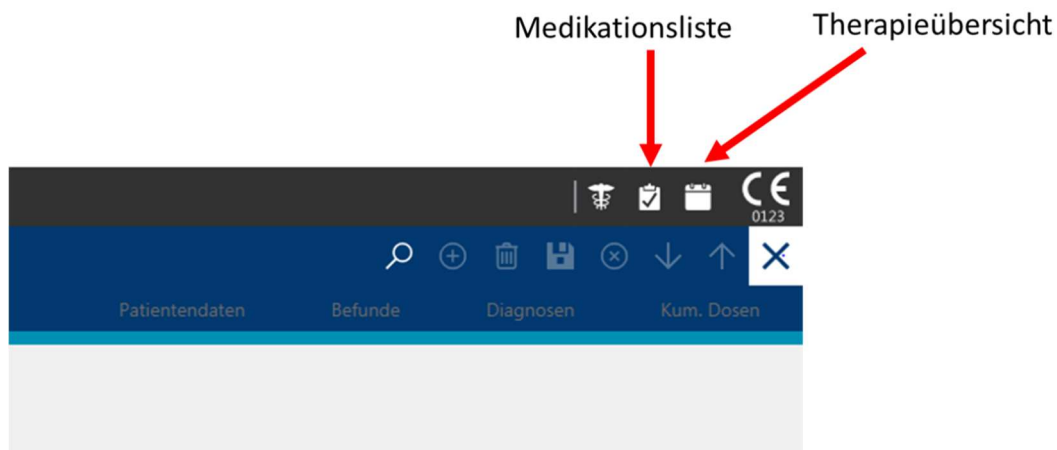 Medikationsliste
Therapieübersicht
CE
0123
Patientendaten
Befunde
Diagnosen
Kum. Dosen